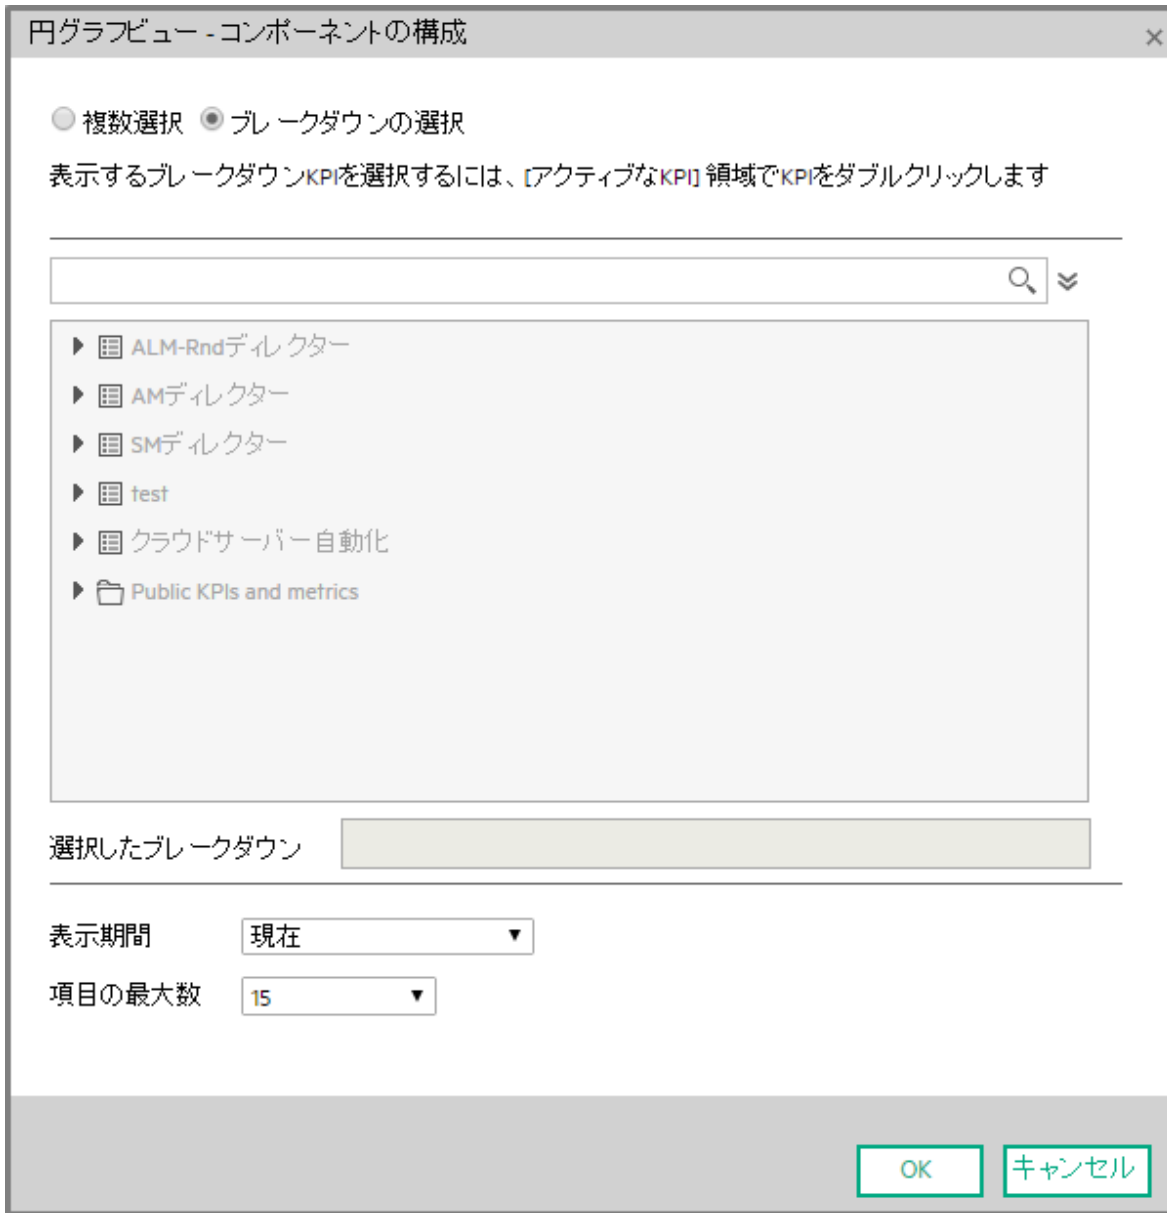 円グラフビュー - コンポーネントの構成
複数選択 ブレークダウンの選択
表示するブレークダウンKPIを選択するには、[アクティブなKPI] 領域でKPIをダブルクリックします
ALM-Rndディレクター
AMディレクター
SMディレクター
test
クラウドサーバー自動化
Public KPIs and metrics
選択したブレークダウン
表示期間 現在
項目の最大数 15
OK キャンセル